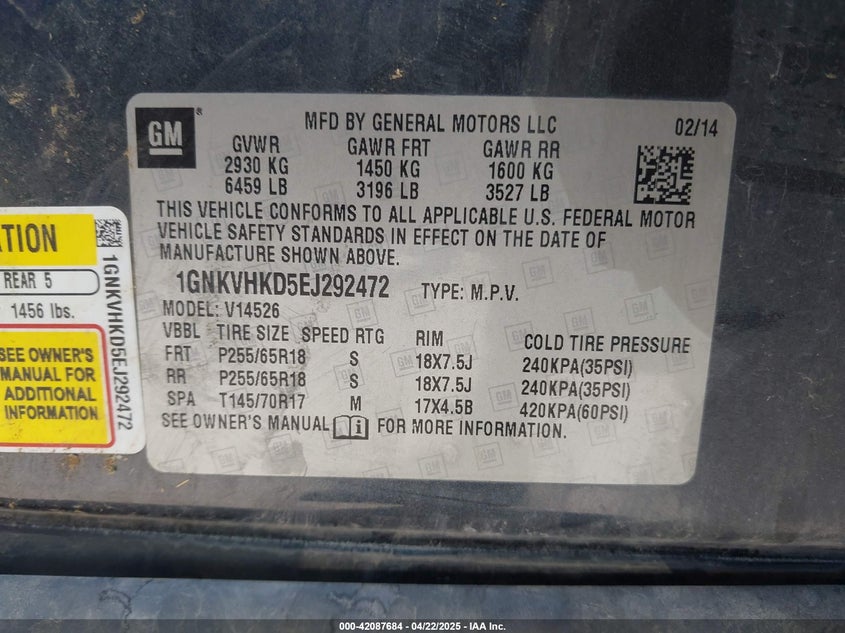 GM ®
MFD BY GENERAL MOTORS LLC 02/14
GVWR GAWR FRT GAWR RR
2930 KG 1450 KG 1600 KG
6459 LB 3196 LB 3527 LB
THIS VEHICLE CONFORMS TO ALL APPLICABLE U.S. FEDERAL MOTOR
VEHICLE SAFETY STANDARDS IN EFFECT ON THE DATE OF
MANUFACTURE SHOWN ABOVE.
1GNKVHKD5EJ292472 TYPE: M.P.V.
MODEL: V14526
VBBL TIRE SIZE SPEED RTG RIM COLD TIRE PRESSURE
FRT P255/65R18 S 18X7.5J 240KPA(35PSI)
RR P255/65R18 S 18X7.5J 240KPA(35PSI)
SPA T145/70R17 M 17X4.5B 420KPA(60PSI)
SEE OWNER'S MANUAL FOR MORE INFORMATION.
ATION
REAR 5
1456 lbs.
SEE OWNER'S
MANUAL FOR
ADDITIONAL
INFORMATION
1GNKVHKD5EJ292472
000-42087684 - 04/22/2025 - IAA Inc.